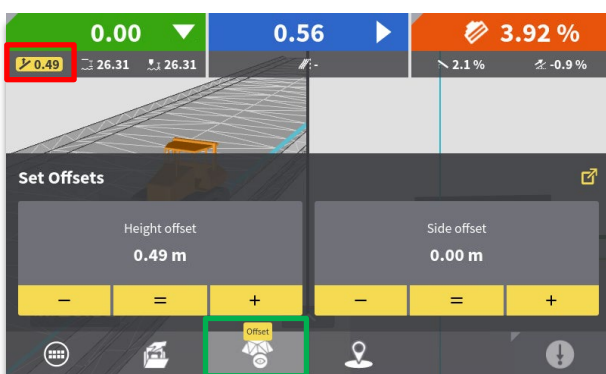 0.00 0.56 3.92 %
0.49 26.31 26.31 - 2.1 % -0.9 %
Set Offsets
Height offset Side offset
0.49 m 0.00 m
− = + − = +
Offset